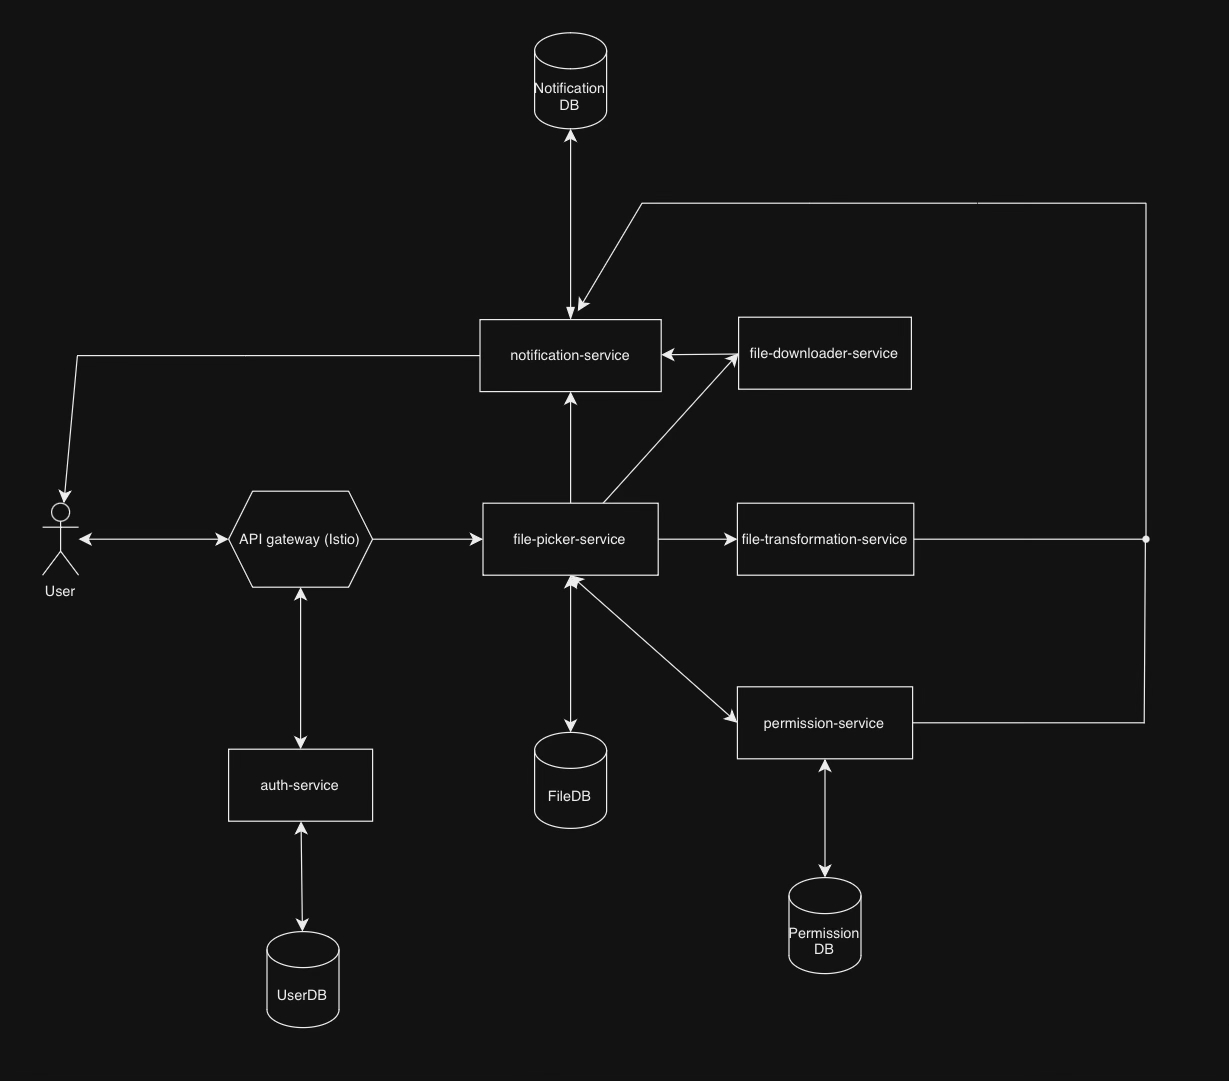 Notification
DB
notification-service
file-downloader-service
User
API gateway (Istio)
file-picker-service
file-transformation-service
permission-service
auth-service
FileDB
Permission
DB
UserDB